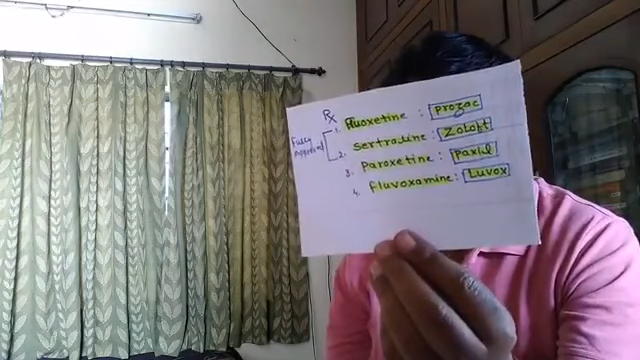 Rx
Fully Approved
1. Fluoxetine : Prozac
2. Sertraline : Zoloft
3. Paroxetine : Paxil
4. Fluvoxamine : Luvox